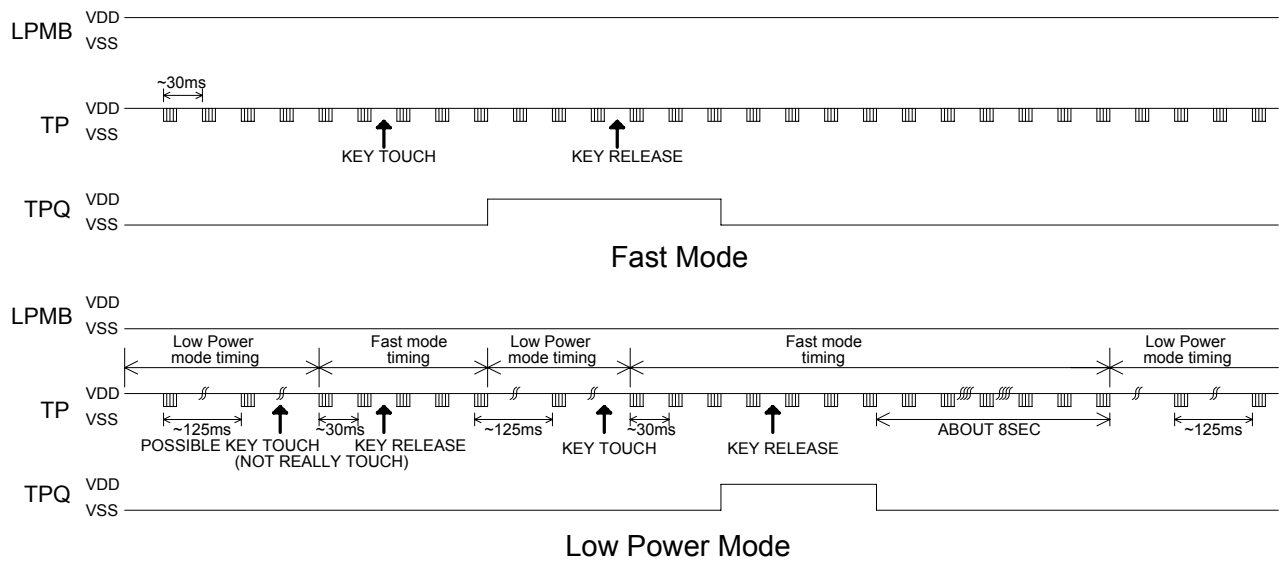 LPMB VDD
VSS
~30ms
TP VDD
VSS
KEY TOUCH KEY RELEASE
TPQ VDD
VSS
Fast Mode
LPMB VDD
VSS
Low Power mode timing
Fast mode timing
Low Power mode timing
Fast mode timing
Low Power mode timing
TP VDD
VSS
~125ms ~30ms ~125ms ~30ms ABOUT 8SEC ~125ms
POSSIBLE KEY TOUCH
(NOT REALLY TOUCH)
KEY RELEASE
KEY TOUCH
KEY RELEASE
TPQ VDD
VSS
Low Power Mode